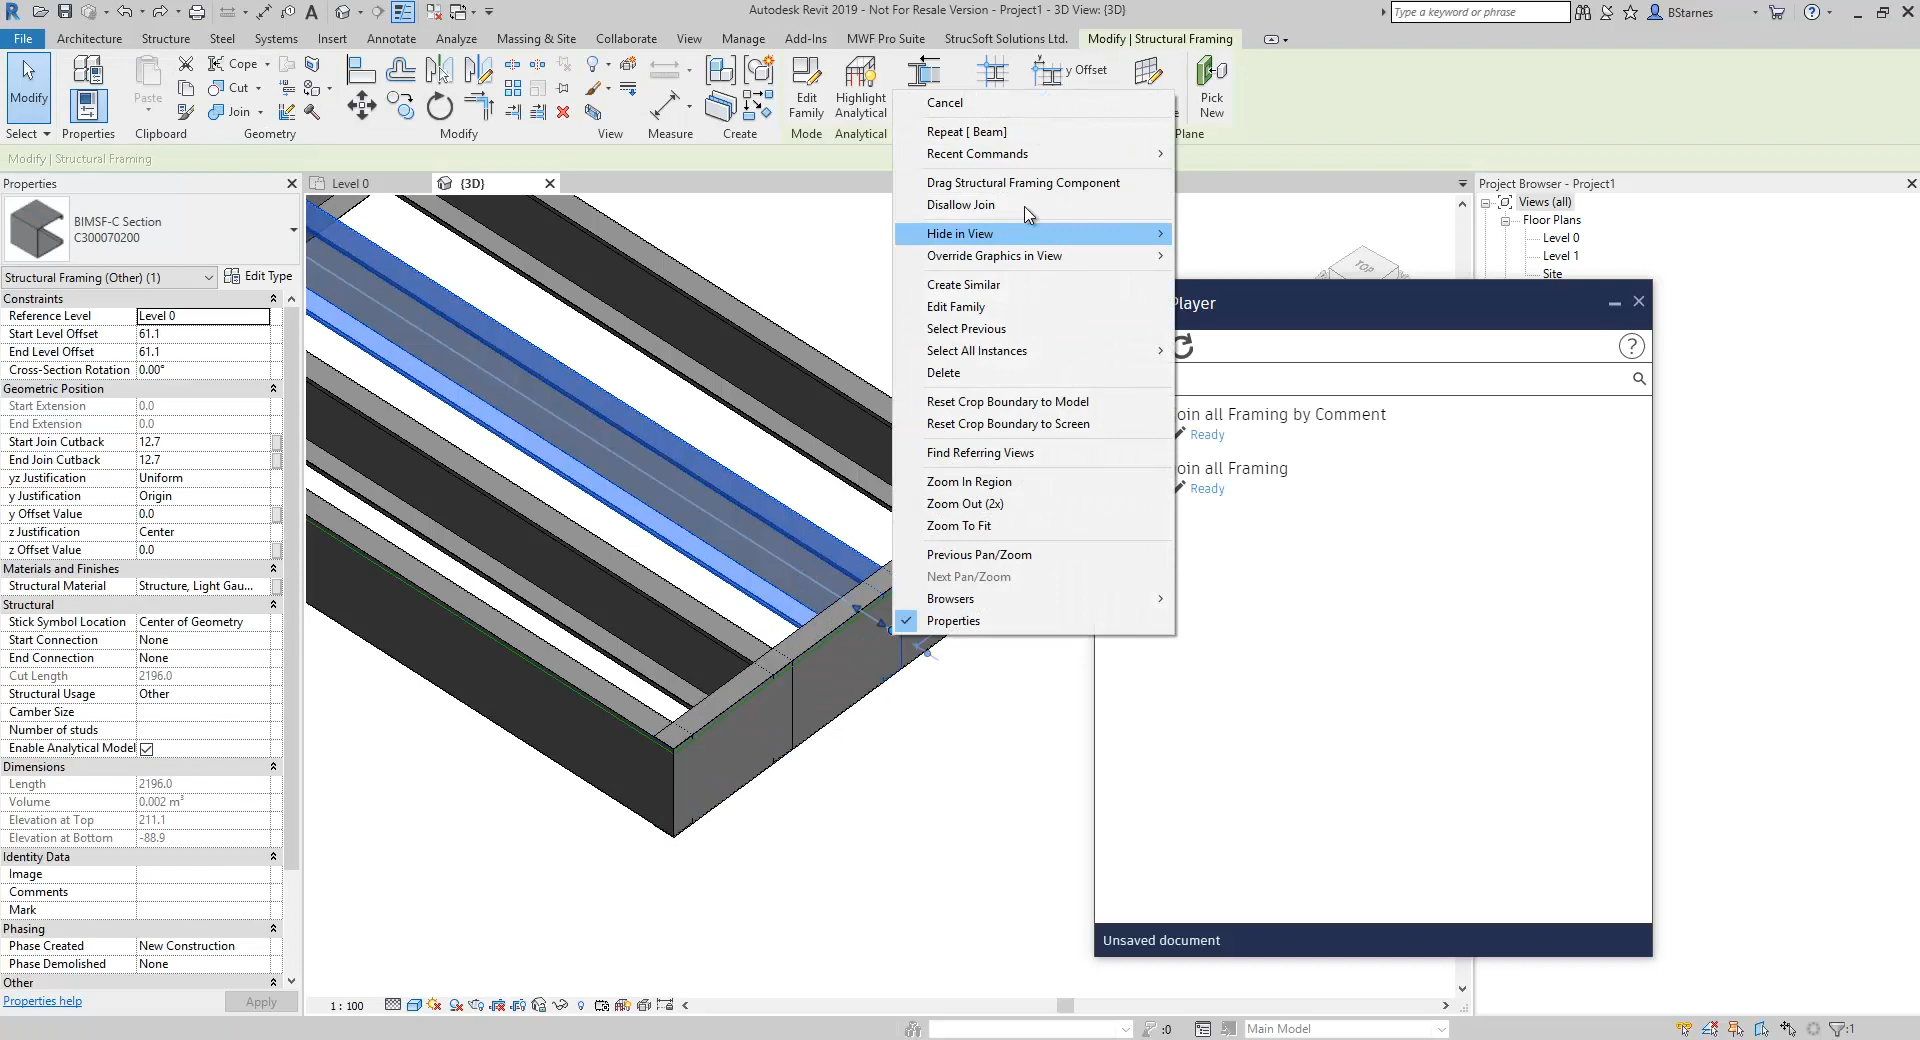 Autodesk Revit 2019 - Not For Resale Version - Project1 - 3D View: {3D}
Type a keyword or phrase
BStarnes
File Architecture Structure Steel Systems Insert Annotate Analyze Massing & Site Collaborate View Manage Add-Ins MWF Pro Suite StrucSoft Solutions Ltd. Modify | Structural Framing
Modify
Paste
Cope
Cut
Join
Edit Family
Highlight Analytical
y Offset
Pick New
Select Properties Clipboard Geometry Modify View Measure Create Mode Analytical Plane
Modify | Structural Framing
Properties
BIMSF-C Section
C300070200
Structural Framing (Other) (1)
Edit Type
Constraints
Reference Level Level 0
Start Level Offset 61.1
End Level Offset 61.1
Cross-Section Rotation 0.00°
Geometric Position
Start Extension 0.0
End Extension 0.0
Start Join Cutback 12.7
End Join Cutback 12.7
yz Justification Uniform
y Justification Origin
y Offset Value 0.0
z Justification Center
z Offset Value 0.0
Materials and Finishes
Structural Material Structure, Light Gau...
Structural
Stick Symbol Location Center of Geometry
Start Connection None
End Connection None
Cut Length 2196.0
Structural Usage Other
Camber Size
Number of studs
Enable Analytical Model
Dimensions
Length 2196.0
Volume 0.002 m³
Elevation at Top 211.1
Elevation at Bottom -88.9
Identity Data
Image
Comments
Mark
Phasing
Phase Created New Construction
Phase Demolished None
Other
Properties help
Apply
Level 0
{3D}
TOP
Cancel
Repeat [ Beam]
Recent Commands
Drag Structural Framing Component
Disallow Join
Hide in View
Override Graphics in View
Create Similar
Edit Family
Select Previous
Select All Instances
Delete
Reset Crop Boundary to Model
Reset Crop Boundary to Screen
Find Referring Views
Zoom In Region
Zoom Out (2x)
Zoom To Fit
Previous Pan/Zoom
Next Pan/Zoom
Browsers
Properties
Project Browser - Project1
Views (all)
Floor Plans
Level 0
Level 1
Site
Player
oin all Framing by Comment
Ready
oin all Framing
Ready
Unsaved document
1 : 100
:0
Main Model
:1